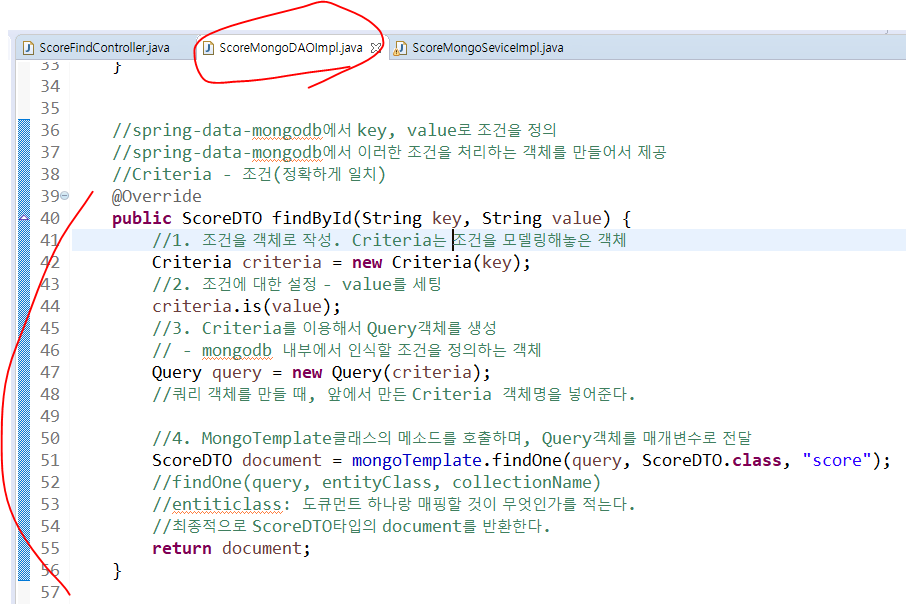 ScoreFindController.java ScoreMongoDAOImpl.java ScoreMongoSeviceImpl.java
33 }
34
35
36 //spring-data-mongodb에서 key, value로 조건을 정의
37 //spring-data-mongodb에서 이러한 조건을 처리하는 객체를 만들어서 제공
38 //Criteria - 조건(정확하게 일치)
39 @Override
40 public ScoreDTO findById(String key, String value) {
41 //1. 조건을 객체로 작성. Criteria는 조건을 모델링해놓은 객체
42 Criteria criteria = new Criteria(key);
43 //2. 조건에 대한 설정 - value를 세팅
44 criteria.is(value);
45 //3. Criteria를 이용해서 Query객체를 생성
46 // - mongodb 내부에서 인식할 조건을 정의하는 객체
47 Query query = new Query(criteria);
48 //쿼리 객체를 만들 때, 앞에서 만든 Criteria 객체명을 넣어준다.
49
50 //4. MongoTemplate클래스의 메소드를 호출하며, Query객체를 매개변수로 전달
51 ScoreDTO document = mongoTemplate.findOne(query, ScoreDTO.class, "score");
52 //findOne(query, entityClass, collectionName)
53 //entiticlass: 도큐먼트 하나랑 매핑할 것이 무엇인가를 적는다.
54 //최종적으로 ScoreDTO타입의 document를 반환한다.
55 return document;
56 }
57